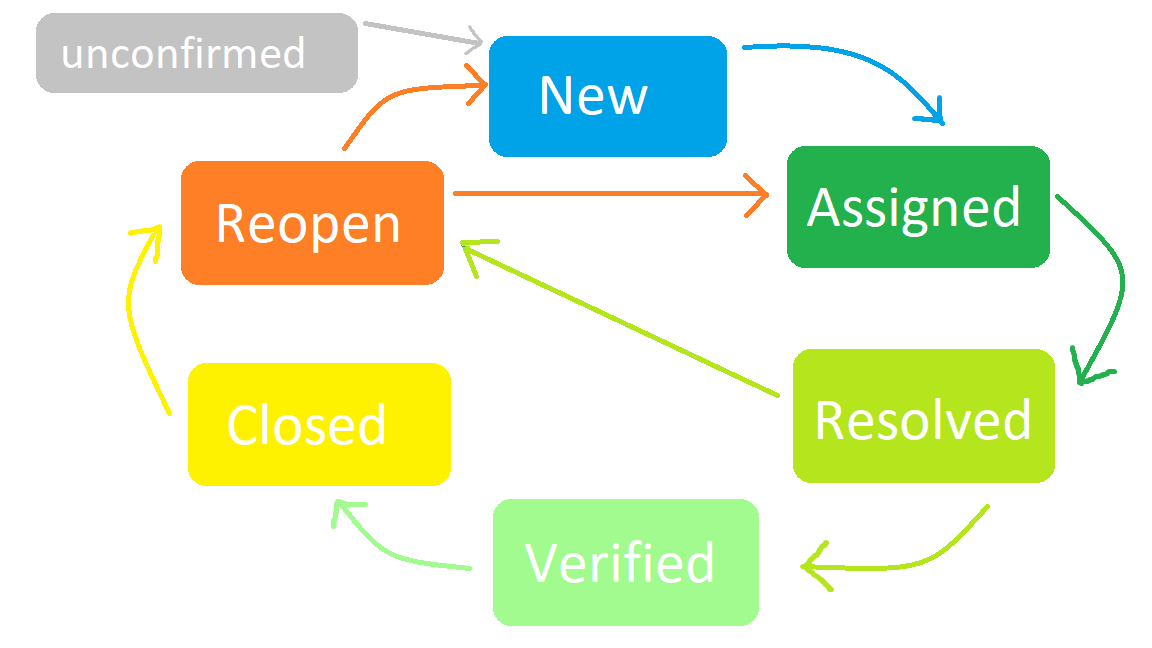 unconfirmed
New
Reopen
Assigned
Closed
Resolved
Verified